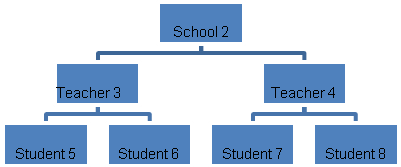 School 2
Teacher 3
Teacher 4
Student 5
Student 6
Student 7
Student 8